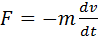 F = −m dv/dt